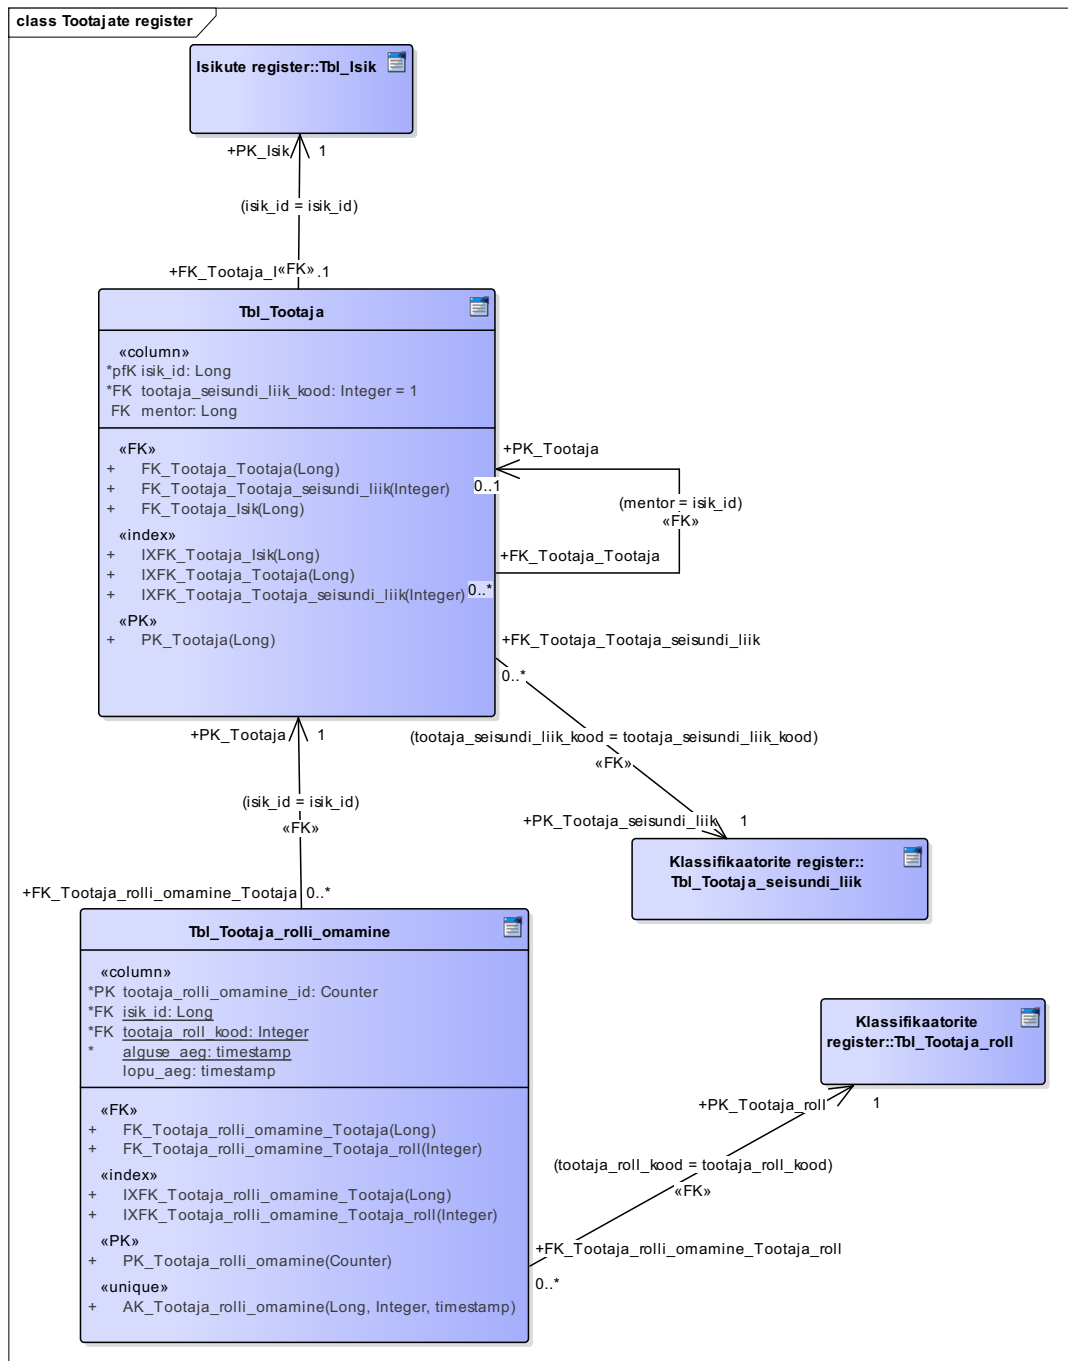 class Tootajate register
Isikute register::Tbl_Isik
+PK_Isik
1
(isik_id = isik_id)
+FK_Tootaja_I
«FK»
.1
Tbl_Tootaja
«column»
*pfK isik_id: Long
*FK tootaja_seisundi_liik_kood: Integer = 1
FK mentor: Long
«FK»
+ FK_Tootaja_Tootaja(Long)
+ FK_Tootaja_Tootaja_seisundi_liik(Integer)
+ FK_Tootaja_Isik(Long)
«index»
+ IXFK_Tootaja_Isik(Long)
+ IXFK_Tootaja_Tootaja(Long)
+ IXFK_Tootaja_Tootaja_seisundi_liik(Integer)
«PK»
+ PK_Tootaja(Long)
+PK_Tootaja
0..1
(mentor = isik_id)
«FK»
+FK_Tootaja_Tootaja
0..*
+FK_Tootaja_Tootaja_seisundi_liik
0..*
(tootaja_seisundi_liik_kood = tootaja_seisundi_liik_kood)
«FK»
+PK_Tootaja_seisundi_liik
1
Klassifikaatorite register::
Tbl_Tootaja_seisundi_liik
+PK_Tootaja
1
(isik_id = isik_id)
«FK»
+FK_Tootaja_rolli_omamine_Tootaja
0..*
Tbl_Tootaja_rolli_omamine
«column»
*PK tootaja_rolli_omamine_id: Counter
*FK isik_id: Long
*FK tootaja_roll_kood: Integer
* alguse_aeg: timestamp
lopu_aeg: timestamp
«FK»
+ FK_Tootaja_rolli_omamine_Tootaja(Long)
+ FK_Tootaja_rolli_omamine_Tootaja_roll(Integer)
«index»
+ IXFK_Tootaja_rolli_omamine_Tootaja(Long)
+ IXFK_Tootaja_rolli_omamine_Tootaja_roll(Integer)
«PK»
+ PK_Tootaja_rolli_omamine(Counter)
«unique»
+ AK_Tootaja_rolli_omamine(Long, Integer, timestamp)
Klassifikaatorite
register::Tbl_Tootaja_roll
+PK_Tootaja_roll
1
(tootaja_roll_kood = tootaja_roll_kood)
«FK»
+FK_Tootaja_rolli_omamine_Tootaja_roll
0..*